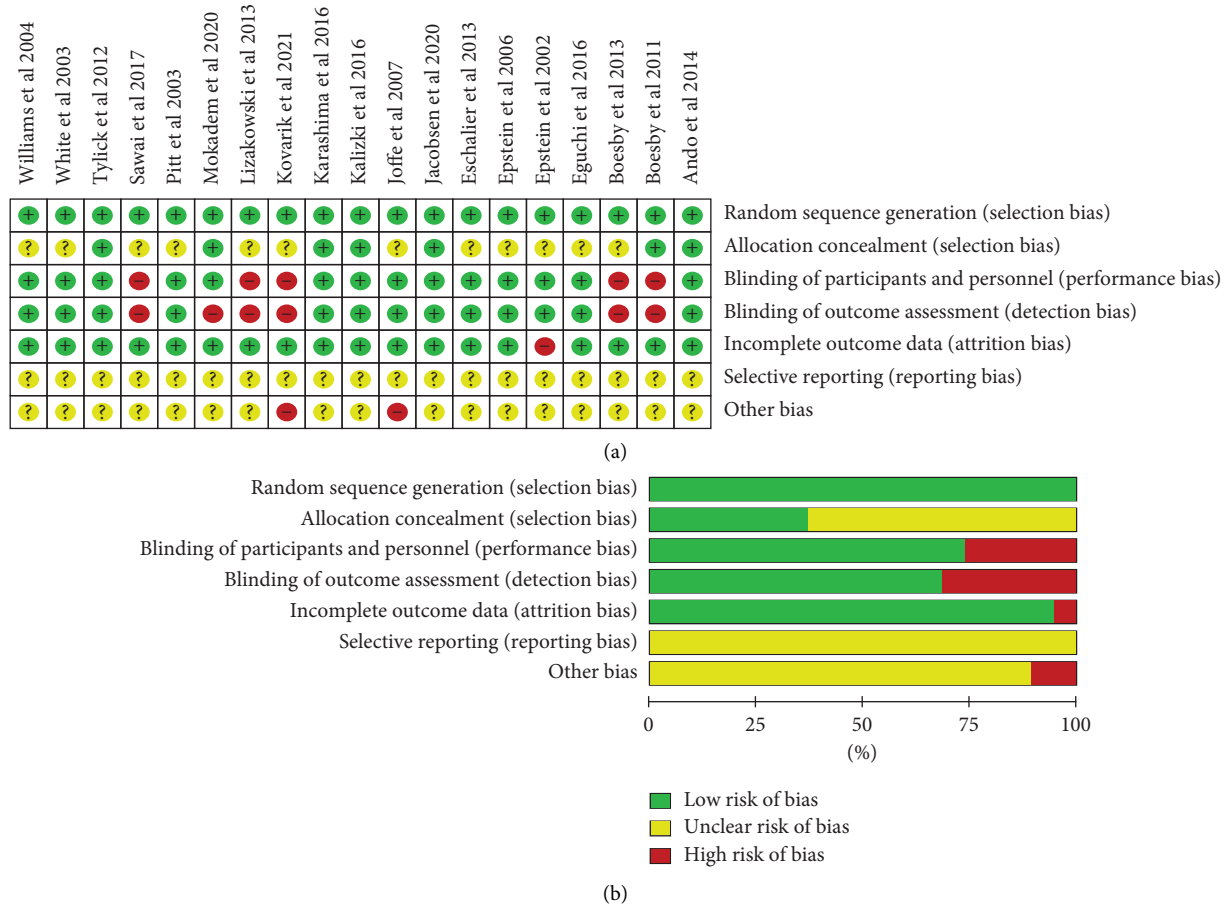 Williams et al 2004
White et al 2003
Tylick et al 2012
Sawai et al 2017
Pitt et al 2003
Mokadem et al 2020
Lizakowski et al 2013
Kovarik et al 2021
Karashima et al 2016
Kalizki et al 2016
Joffe et al 2007
Jacobsen et al 2020
Eschalier et al 2013
Epstein et al 2006
Epstein et al 2002
Eguchi et al 2016
Boesby et al 2013
Boesby et al 2011
Ando et al 2014
+ + + + + + + + + + + + + + + + + + + Random sequence generation (selection bias)
? ? + ? ? + ? ? + + ? + ? ? ? ? ? + + Allocation concealment (selection bias)
+ + + − + + − − + + + + + + + + − − + Blinding of participants and personnel (performance bias)
+ + + − + − − − + + + + + + + + − − + Blinding of outcome assessment (detection bias)
+ + + + + + + + + + + + + + − + + + + Incomplete outcome data (attrition bias)
? ? ? ? ? ? ? ? ? ? ? ? ? ? ? ? ? ? ? Selective reporting (reporting bias)
? ? ? ? ? ? ? − ? ? − ? ? ? ? ? ? ? ? Other bias
(a)
Random sequence generation (selection bias)
Allocation concealment (selection bias)
Blinding of participants and personnel (performance bias)
Blinding of outcome assessment (detection bias)
Incomplete outcome data (attrition bias)
Selective reporting (reporting bias)
Other bias
0 25 50 75 100
(%)
Low risk of bias
Unclear risk of bias
High risk of bias
(b)